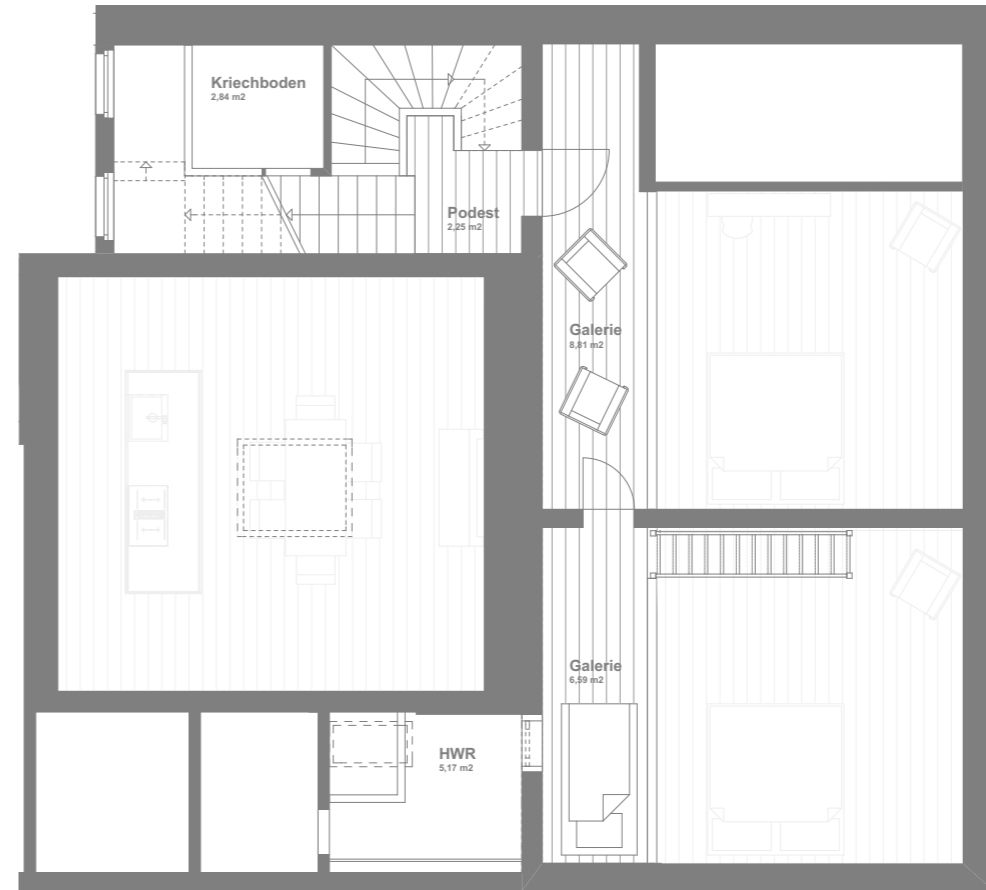 Kriechboden
2,84 m2
Podest
2,25 m2
Galerie
8,81 m2
Galerie
6,59 m2
HWR
5,17 m2